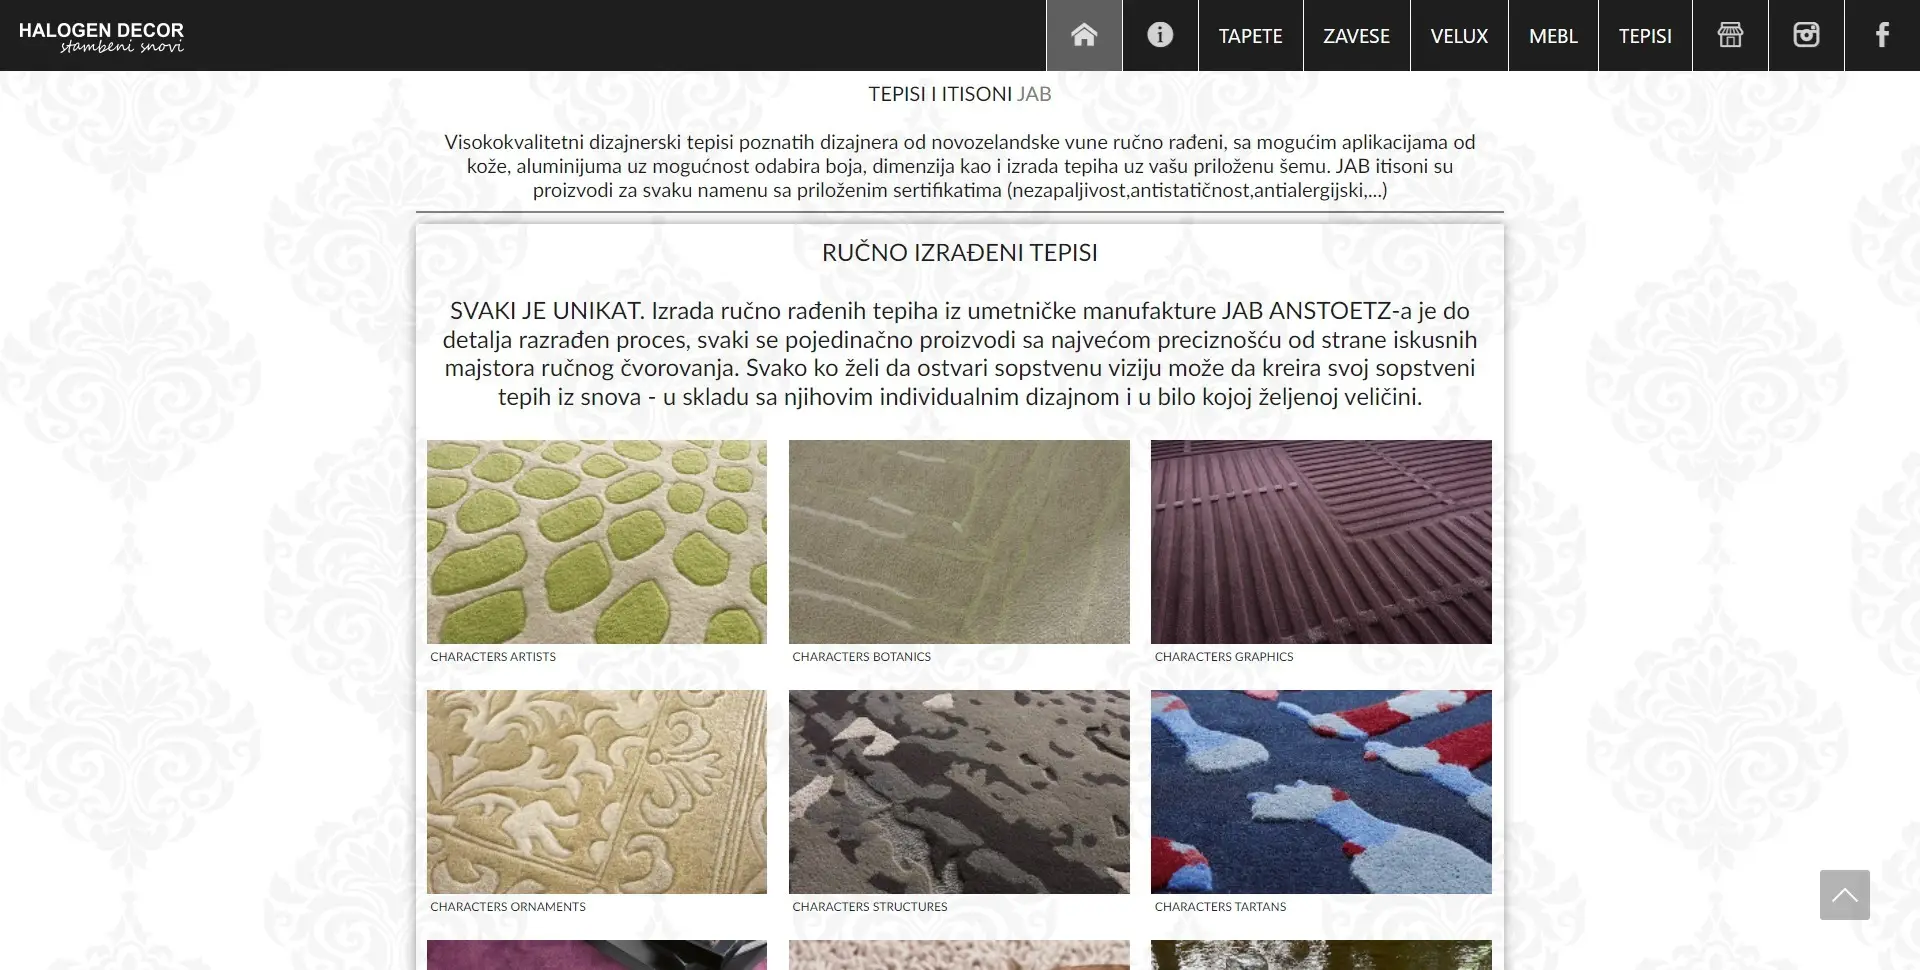 HALOGEN DECOR
stambeni snovi
TAPETE
ZAVESE
VELUX
MEBL
TEPISI
TEPISI I ITISONI JAB
Visokokvalitetni dizajnerski tepisi poznatih dizajnera od novozelandske vune ručno rađeni, sa mogućim aplikacijama od
kože, aluminijuma uz mogućnost odabira boja, dimenzija kao i izrada tepiha uz vašu priloženu šemu. JAB itisoni su
proizvodi za svaku namenu sa priloženim sertifikatima (nezapaljivost,antistatičnost,antialergijski,...)
RUČNO IZRAĐENI TEPISI
SVAKI JE UNIKAT. Izrada ručno rađenih tepiha iz umetničke manufakture JAB ANSTOETZ-a je do
detalja razrađen proces, svaki se pojedinačno proizvodi sa najvećom preciznošću od strane iskusnih
majstora ručnog čvorovanja. Svako ko želi da ostvari sopstvenu viziju može da kreira svoj sopstveni
tepih iz snova - u skladu sa njihovim individualnim dizajnom i u bilo kojoj željenoj veličini.
CHARACTERS ARTISTS
CHARACTERS BOTANICS
CHARACTERS GRAPHICS
CHARACTERS ORNAMENTS
CHARACTERS STRUCTURES
CHARACTERS TARTANS